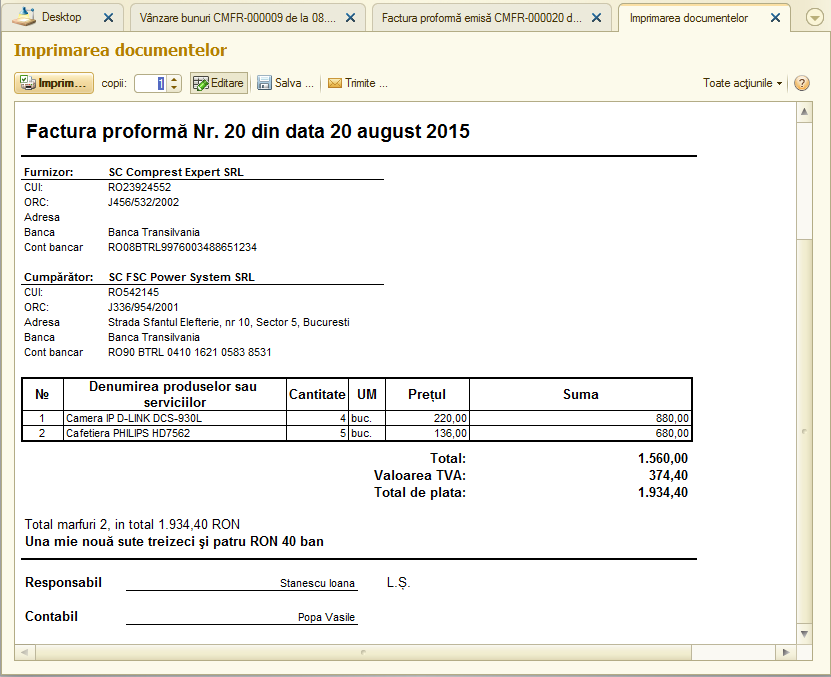 Desktop
Vânzare bunuri CMFR-000009 de la 08....
Factura proformă emisă CMFR-000020 d...
Imprimarea documentelor
Imprimarea documentelor
Imprim... copii: 1 Editare Salva ... Trimite ... Toate acţiunile ?
Factura proformă Nr. 20 din data 20 august 2015
Furnizor: SC Comprest Expert SRL
CUI: RO23924552
ORC: J456/532/2002
Adresa
Banca Banca Transilvania
Cont bancar RO08BTRL9976003488651234
Cumpărător: SC FSC Power System SRL
CUI: RO542145
ORC: J336/954/2001
Adresa Strada Sfantul Elefterie, nr 10, Sector 5, Bucuresti
Banca Banca Transilvania
Cont bancar RO90 BTRL 0410 1621 0583 8531
№ Denumirea produselor sau serviciilor Cantitate UM Prețul Suma
1 Camera IP D-LINK DCS-930L 4 buc. 220,00 880,00
2 Cafetiera PHILIPS HD7562 5 buc. 136,00 680,00
Total: 1.560,00
Valoarea TVA: 374,40
Total de plata: 1.934,40
Total marfuri 2, in total 1.934,40 RON
Una mie nouă sute treizeci şi patru RON 40 ban
Responsabil Stanescu Ioana L.Ș.
Contabil Popa Vasile